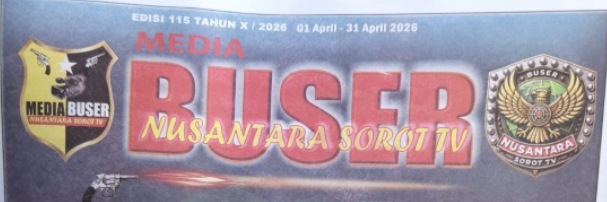 EDISI 115 TAHUN X / 2026 01 April - 31 April 2026
MEDIA
BUSER
NUSANTARA SOROT TV
MEDIA BUSER
NUSANTARA SOROT TV
BUSER
NUSANTARA
SOROT TV